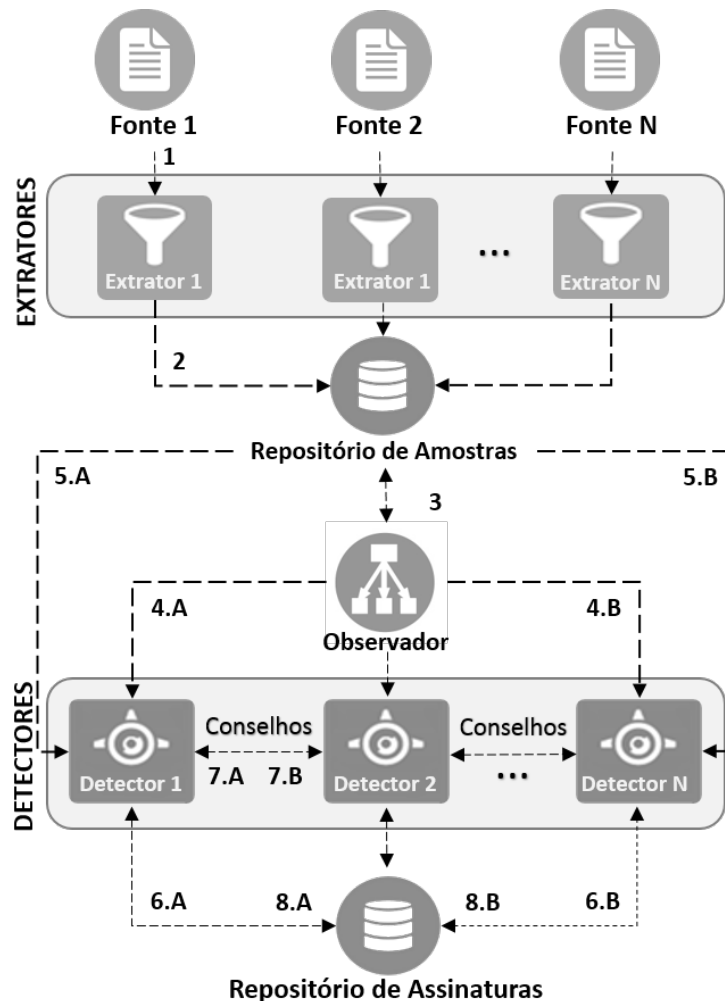 Fonte 1
Fonte 2
Fonte N
1
EXTRATORES
Extrator 1
Extrator 1
...
Extrator N
2
Repositório de Amostras
5.A
5.B
3
4.A
4.B
Observador
DETECTORES
Conselhos
Conselhos
7.A
7.B
...
Detector 1
Detector 2
Detector N
6.A
8.A
8.B
6.B
Repositório de Assinaturas